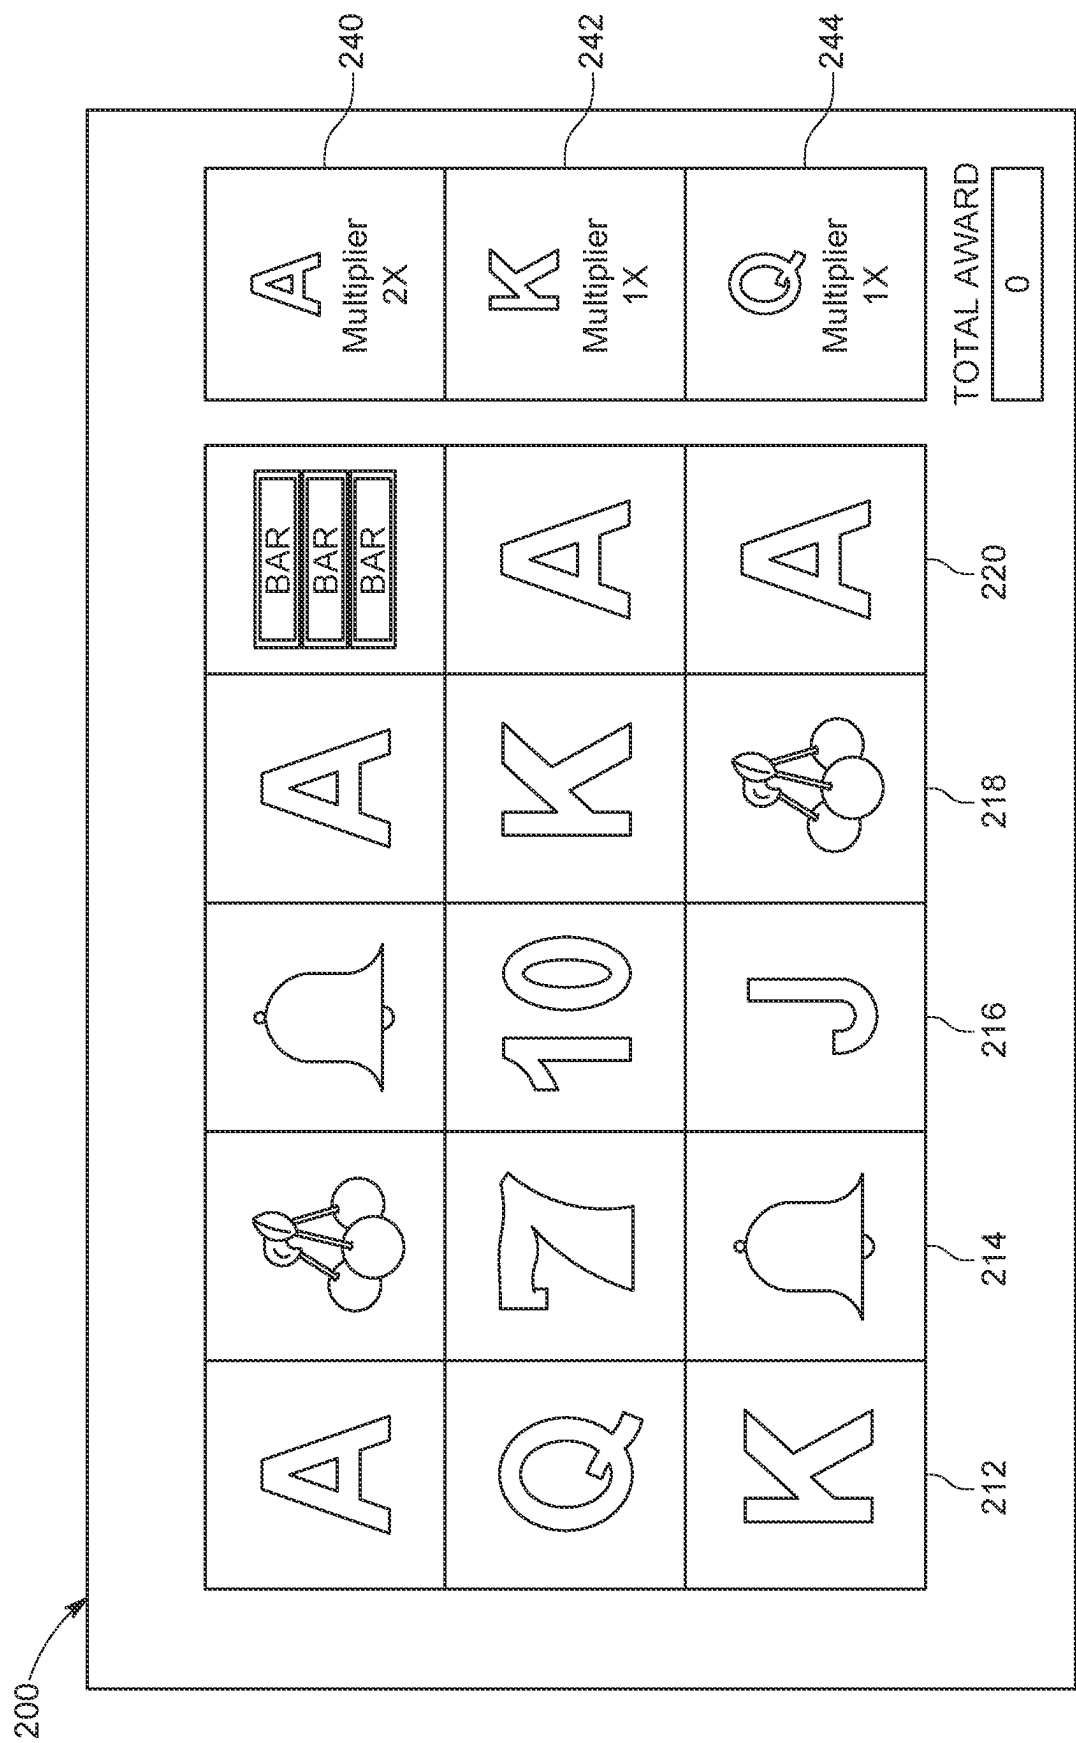 200
A A
BAR
BAR
BAR
A
Multiplier
2X
240
Q 7 10 K A
K
Multiplier
1X
242
K J A
Q
Multiplier
1X
244
212 214 216 218 220
TOTAL AWARD
0